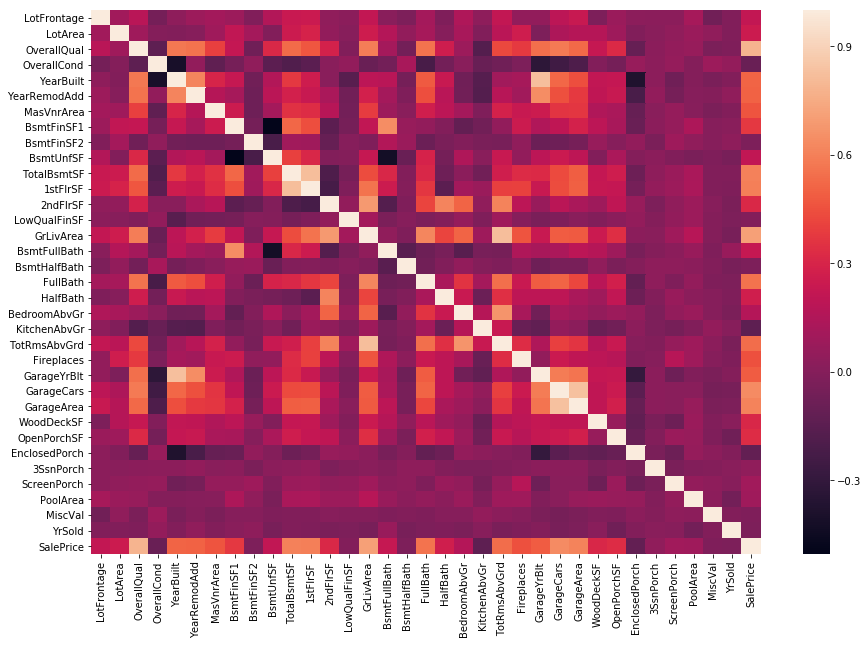 LotFrontage
LotArea
OverallQual
OverallCond
YearBuilt
YearRemodAdd
MasVnrArea
BsmtFinSF1
BsmtFinSF2
BsmtUnfSF
TotalBsmtSF
1stFlrSF
2ndFlrSF
LowQualFinSF
GrLivArea
BsmtFullBath
BsmtHalfBath
FullBath
HalfBath
BedroomAbvGr
KitchenAbvGr
TotRmsAbvGrd
Fireplaces
GarageYrBlt
GarageCars
GarageArea
WoodDeckSF
OpenPorchSF
EnclosedPorch
3SsnPorch
ScreenPorch
PoolArea
MiscVal
YrSold
SalePrice
LotFrontage
LotArea
OverallQual
OverallCond
YearBuilt
YearRemodAdd
MasVnrArea
BsmtFinSF1
BsmtFinSF2
BsmtUnfSF
TotalBsmtSF
1stFlrSF
2ndFlrSF
LowQualFinSF
GrLivArea
BsmtFullBath
BsmtHalfBath
FullBath
HalfBath
BedroomAbvGr
KitchenAbvGr
TotRmsAbvGrd
Fireplaces
GarageYrBlt
GarageCars
GarageArea
WoodDeckSF
OpenPorchSF
EnclosedPorch
3SsnPorch
ScreenPorch
PoolArea
MiscVal
YrSold
SalePrice
0.9
0.6
0.3
0.0
−0.3